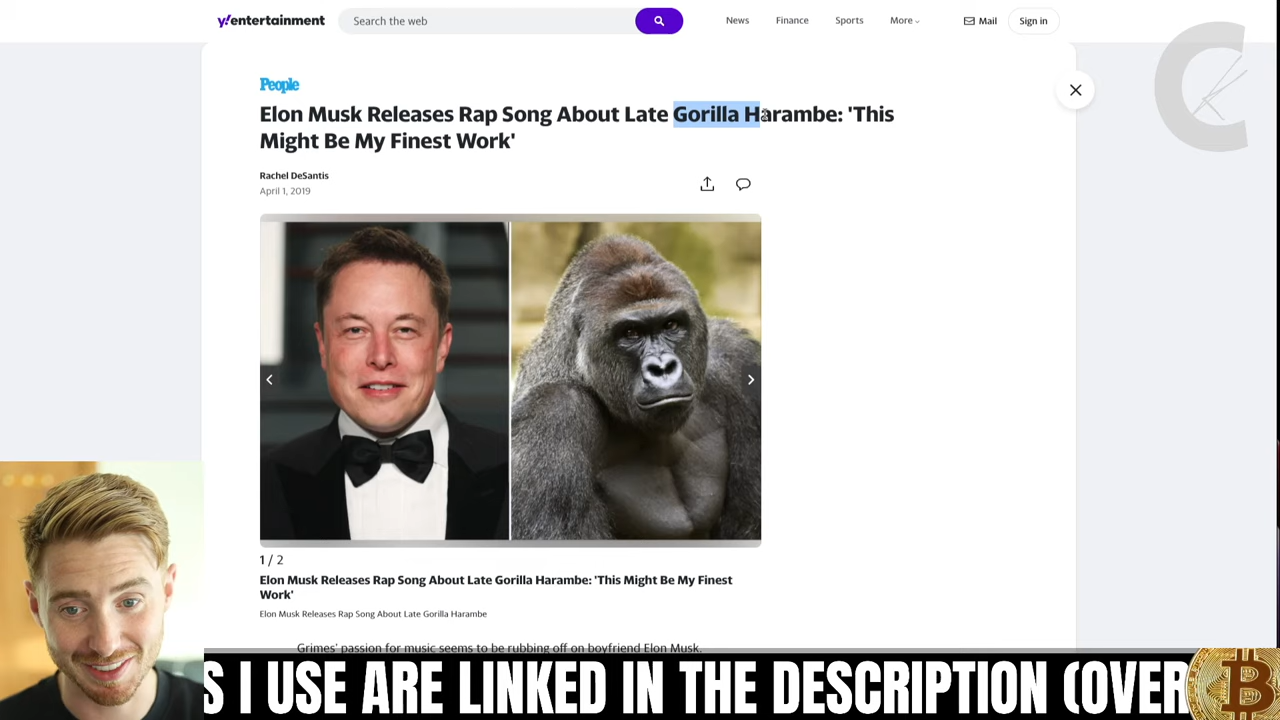 y!entertainment
Search the web
News Finance Sports More
Mail
Sign in
People
Elon Musk Releases Rap Song About Late Gorilla Harambe: 'This
Might Be My Finest Work'
Rachel DeSantis
April 1, 2019
1 / 2
Elon Musk Releases Rap Song About Late Gorilla Harambe: 'This Might Be My Finest
Work'
Elon Musk Releases Rap Song About Late Gorilla Harambe
Grimes' passion for music seems to be rubbing off on boyfriend Elon Musk.
S I USE ARE LINKED IN THE DESCRIPTION (OVER